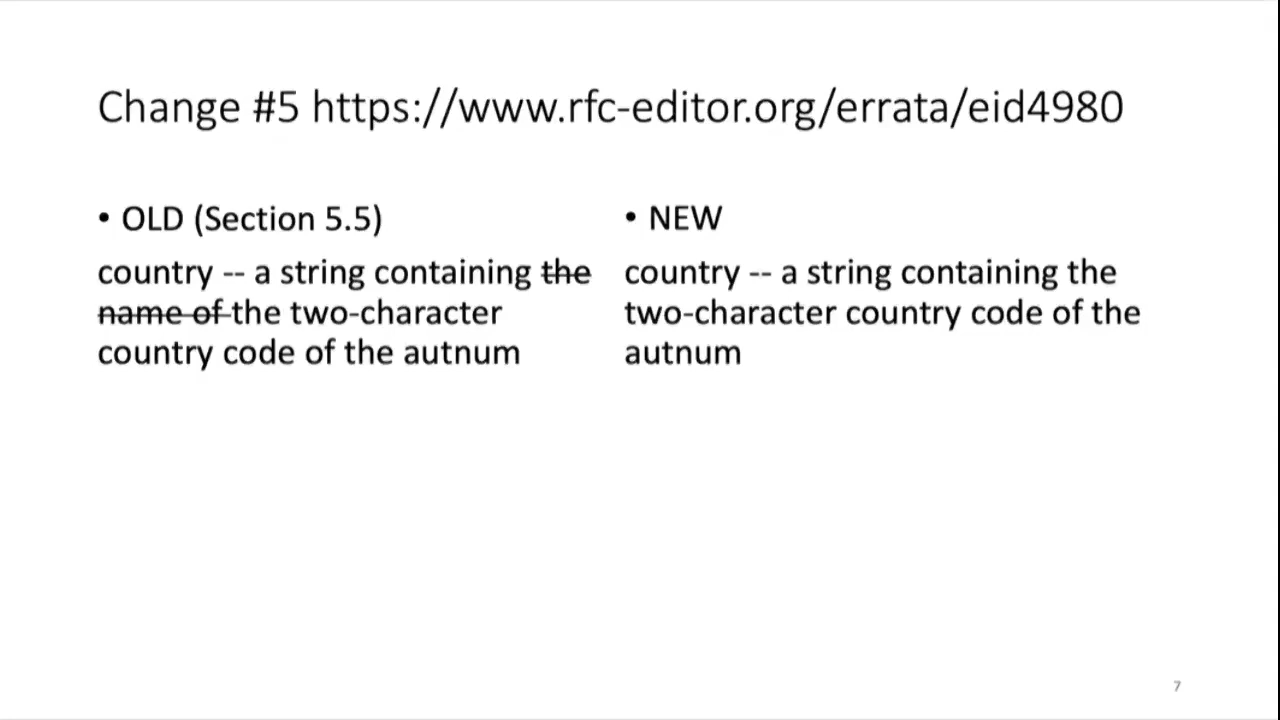 Change #5 https://www.rfc-editor.org/errata/eid4980
• OLD (Section 5.5)
country -- a string containing the
name of the two-character
country code of the autnum
• NEW
country -- a string containing the
two-character country code of the
autnum
7